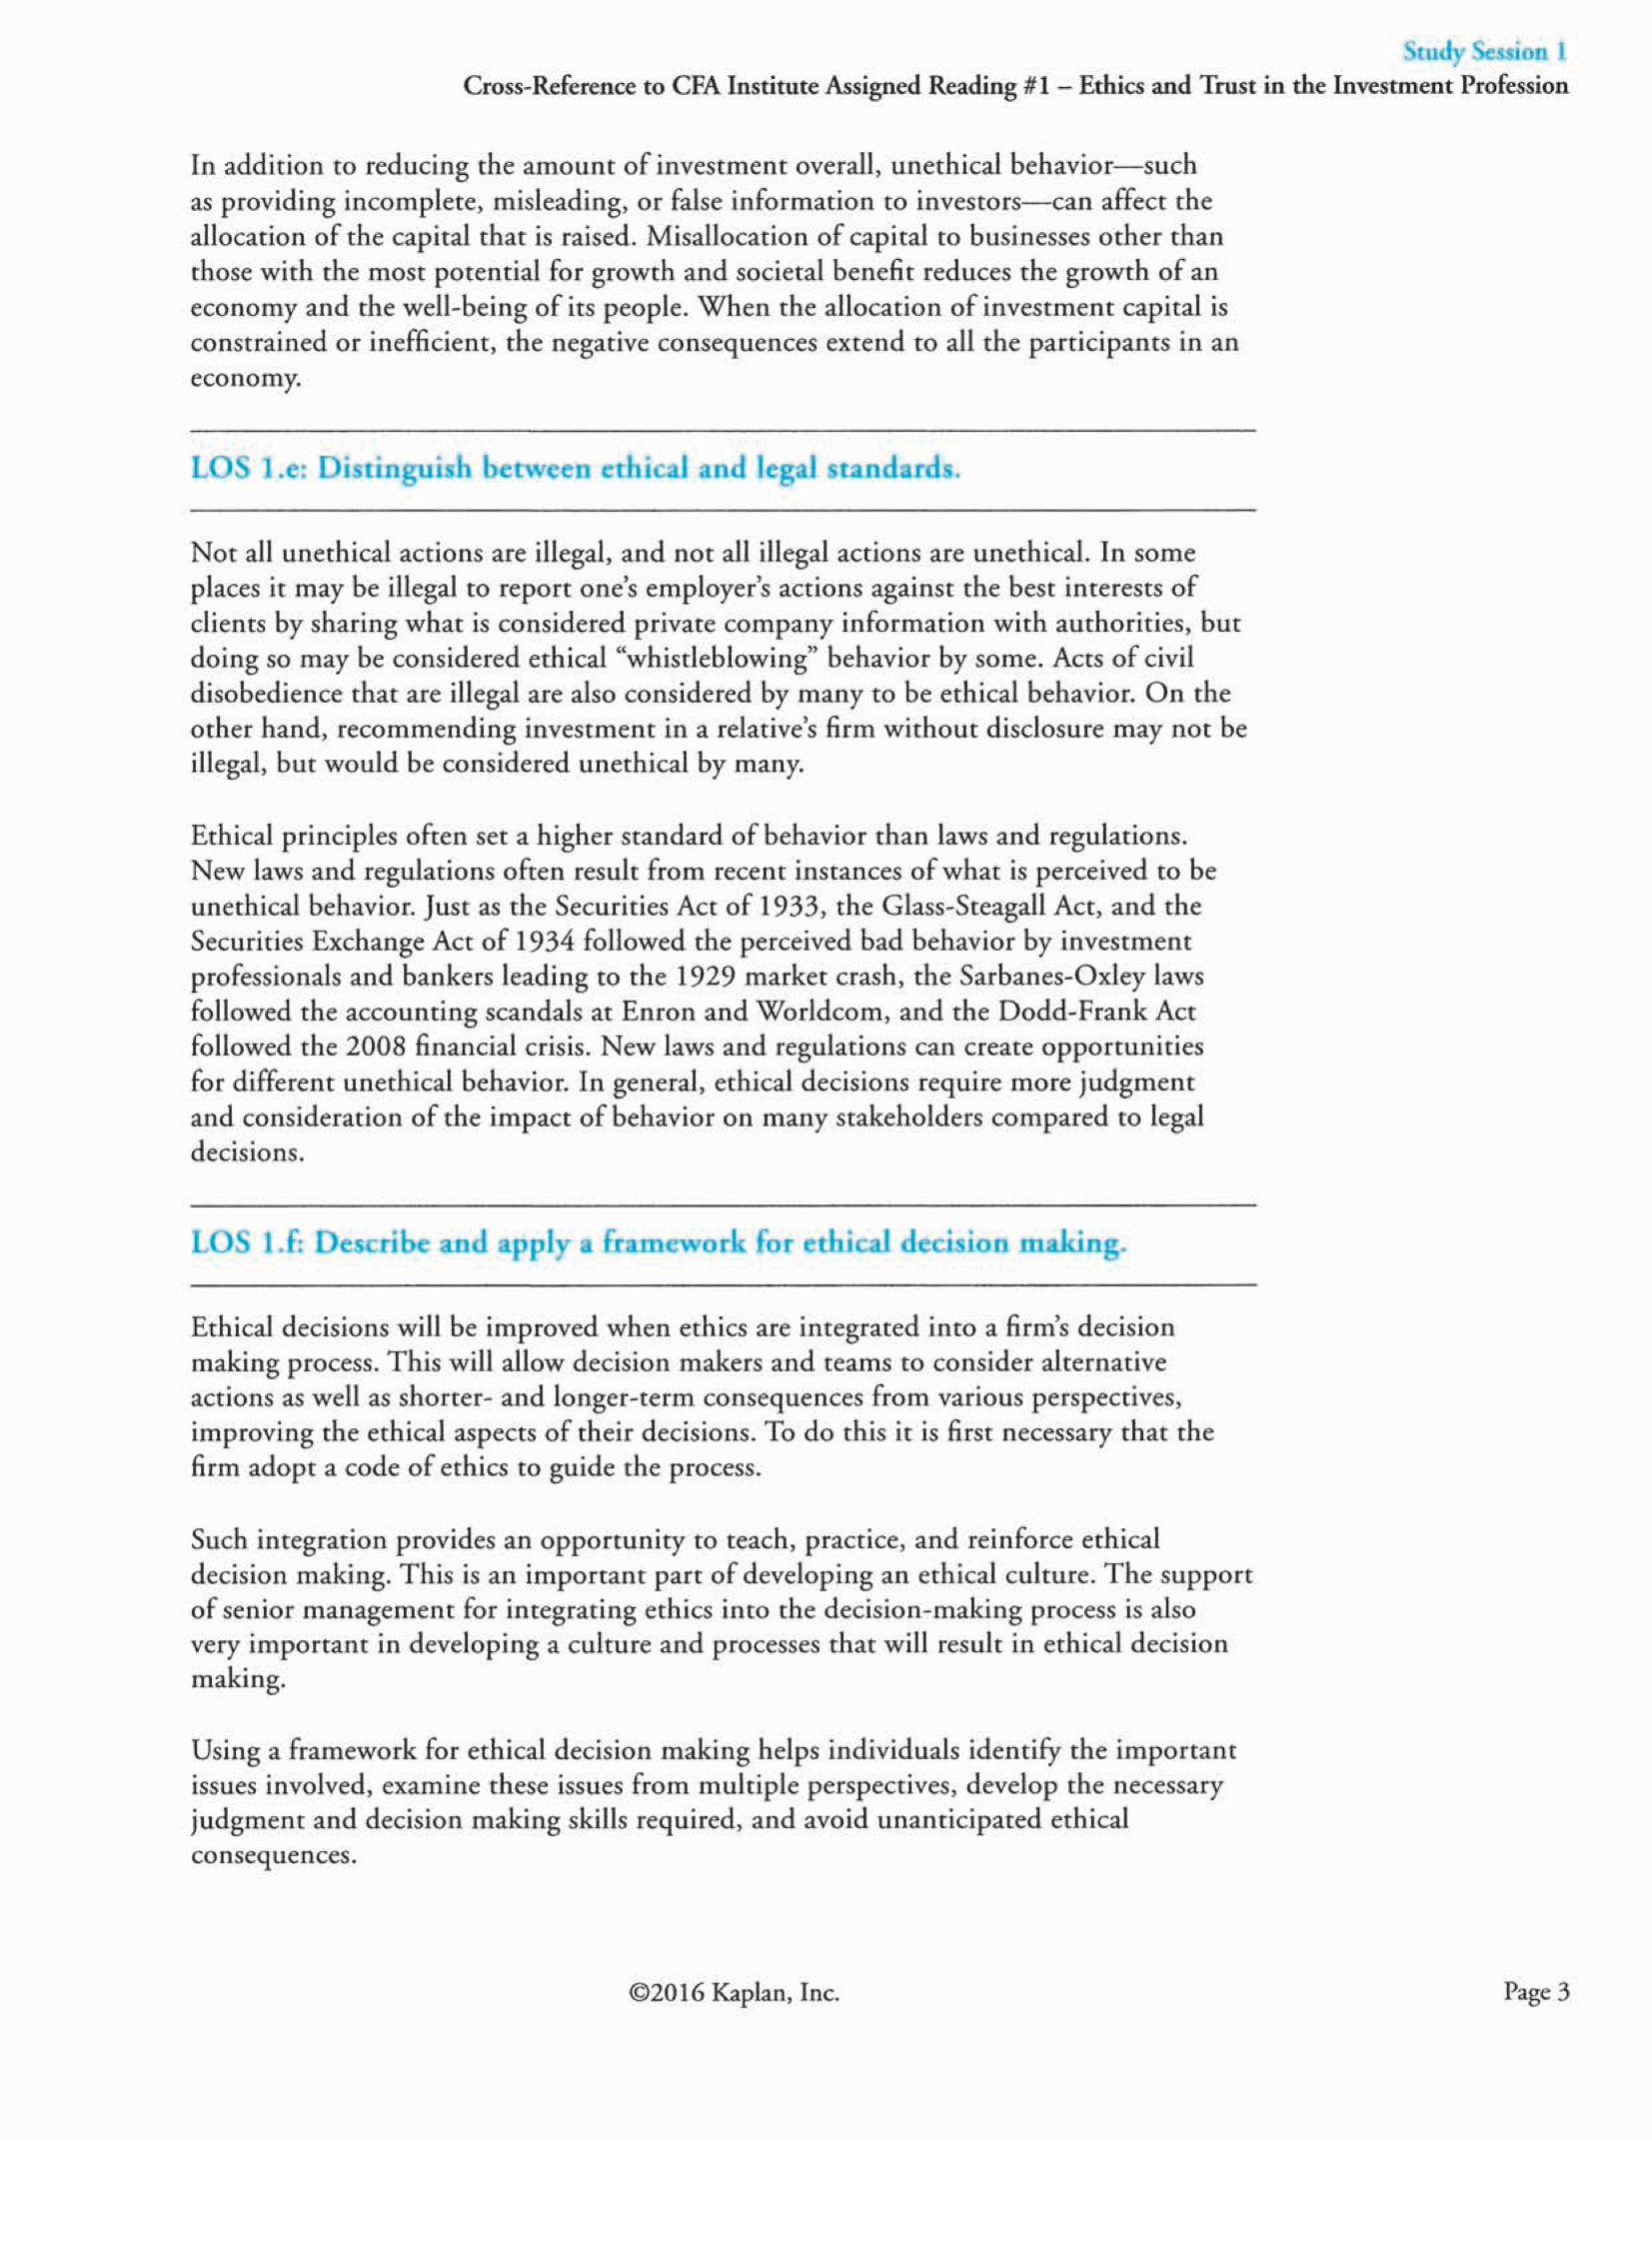 Study Session 1
Cross-Reference to CFA Institute Assigned Reading #1 – Ethics and Trust in the Investment Profession
In addition to reducing the amount of investment overall, unethical behavior—such
as providing incomplete, misleading, or false information to investors—can affect the
allocation of the capital that is raised. Misallocation of capital to businesses other than
those with the most potential for growth and societal benefit reduces the growth of an
economy and the well-being of its people. When the allocation of investment capital is
constrained or inefficient, the negative consequences extend to all the participants in an
economy.
LOS 1.e: Distinguish between ethical and legal standards.
Not all unethical actions are illegal, and not all illegal actions are unethical. In some
places it may be illegal to report one's employer's actions against the best interests of
clients by sharing what is considered private company information with authorities, but
doing so may be considered ethical “whistleblowing” behavior by some. Acts of civil
disobedience that are illegal are also considered by many to be ethical behavior. On the
other hand, recommending investment in a relative's firm without disclosure may not be
illegal, but would be considered unethical by many.
Ethical principles often set a higher standard of behavior than laws and regulations.
New laws and regulations often result from recent instances of what is perceived to be
unethical behavior. Just as the Securities Act of 1933, the Glass-Steagall Act, and the
Securities Exchange Act of 1934 followed the perceived bad behavior by investment
professionals and bankers leading to the 1929 market crash, the Sarbanes-Oxley laws
followed the accounting scandals at Enron and Worldcom, and the Dodd-Frank Act
followed the 2008 financial crisis. New laws and regulations can create opportunities
for different unethical behavior. In general, ethical decisions require more judgment
and consideration of the impact of behavior on many stakeholders compared to legal
decisions.
LOS 1.f: Describe and apply a framework for ethical decision making.
Ethical decisions will be improved when ethics are integrated into a firm's decision
making process. This will allow decision makers and teams to consider alternative
actions as well as shorter- and longer-term consequences from various perspectives,
improving the ethical aspects of their decisions. To do this it is first necessary that the
firm adopt a code of ethics to guide the process.
Such integration provides an opportunity to teach, practice, and reinforce ethical
decision making. This is an important part of developing an ethical culture. The support
of senior management for integrating ethics into the decision-making process is also
very important in developing a culture and processes that will result in ethical decision
making.
Using a framework for ethical decision making helps individuals identify the important
issues involved, examine these issues from multiple perspectives, develop the necessary
judgment and decision making skills required, and avoid unanticipated ethical
consequences.
©2016 Kaplan, Inc.
Page 3